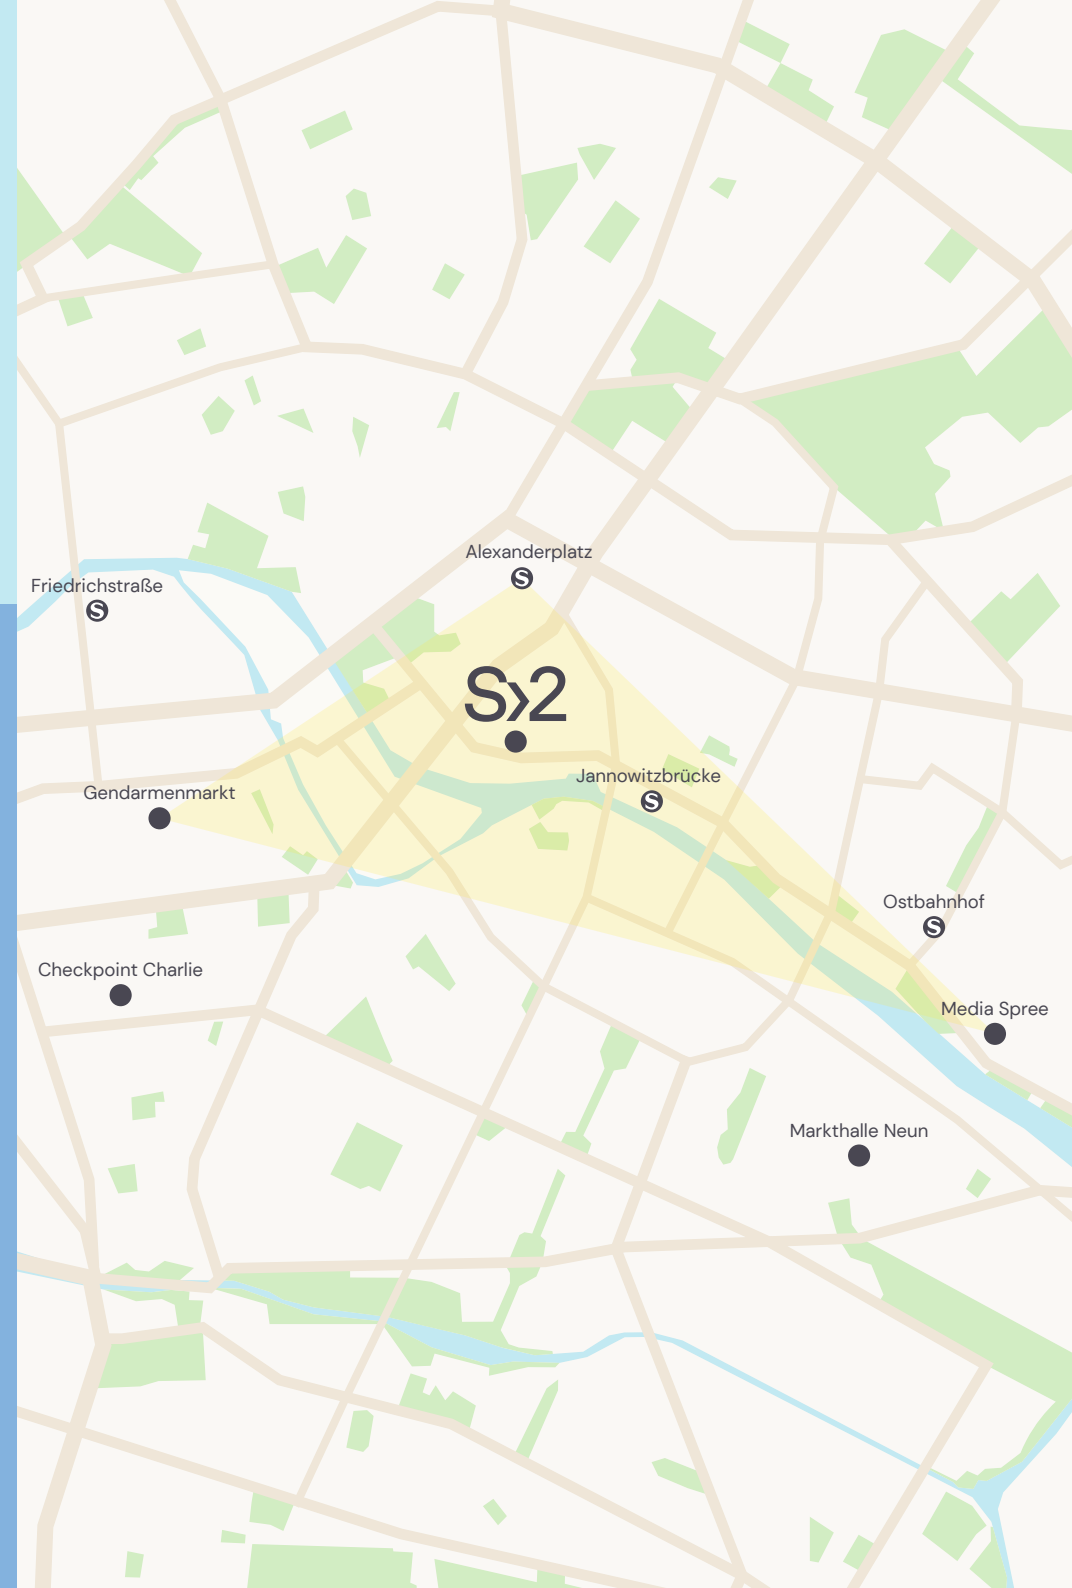 Alexanderplatz
S
Friedrichstraße
S
S›2
Jannowitzbrücke
S
Gendarmenmarkt
Ostbahnhof
S
Checkpoint Charlie
Media Spree
Markthalle Neun